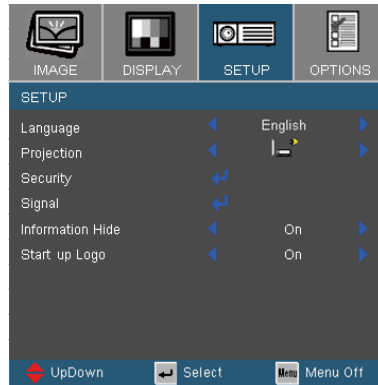 IMAGE DISPLAY SETUP OPTIONS
SETUP
Language English
Projection
Security
Signal
Information Hide On
Start up Logo On
UpDown Select Menu Menu Off